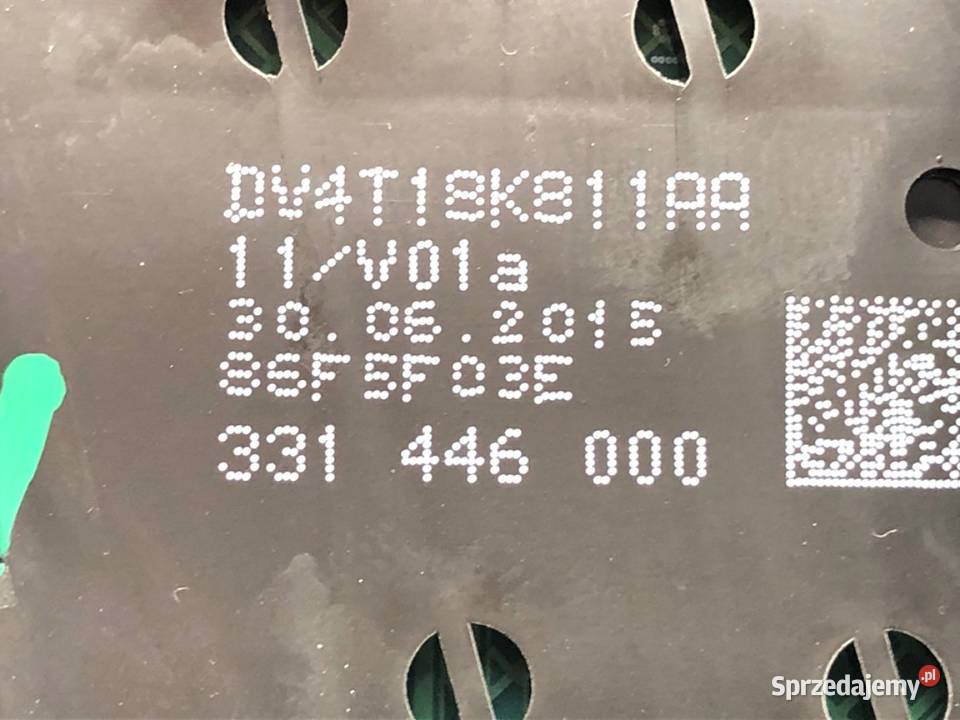 DV4T18K811AA
11/V01a
30.06.2015
86F5F03E
331 446 000
Sprzedajemy.pl